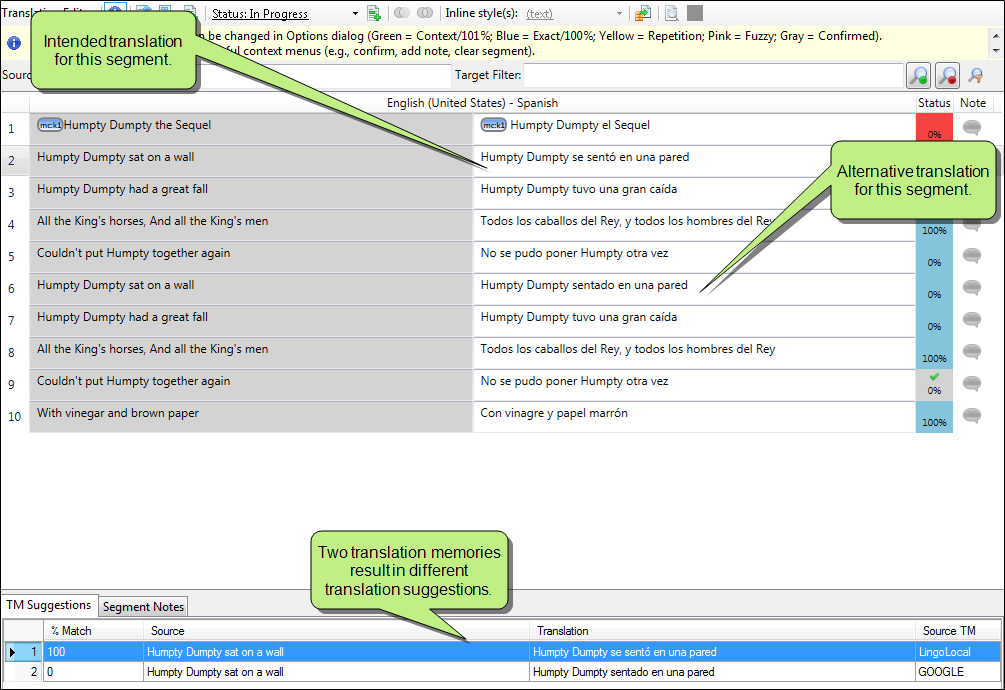 Status: In Progress
Inline style(s): (text)
Intended translation
for this segment.
be changed in Options dialog (Green = Context/101%; Blue = Exact/100%; Yellow = Repetition; Pink = Fuzzy; Gray = Confirmed).
context menus (e.g., confirm, add note, clear segment).
Target Filter:
English (United States) - Spanish Status Note
1 mc:k1 Humpty Dumpty the Sequel mc:k1 Humpty Dumpty el Sequel 0%
2 Humpty Dumpty sat on a wall Humpty Dumpty se sentó en una pared
Alternative translation
for this segment.
3 Humpty Dumpty had a great fall Humpty Dumpty tuvo una gran caída
4 All the King's horses, And all the King's men Todos los caballos del Rey, y todos los hombres del Rey 100%
5 Couldn't put Humpty together again No se pudo poner Humpty otra vez 0%
6 Humpty Dumpty sat on a wall Humpty Dumpty sentado en una pared 0%
7 Humpty Dumpty had a great fall Humpty Dumpty tuvo una gran caída 0%
8 All the King's horses, And all the King's men Todos los caballos del Rey, y todos los hombres del Rey 100%
9 Couldn't put Humpty together again No se pudo poner Humpty otra vez 0%
10 With vinegar and brown paper Con vinagre y papel marrón 100%
Two translation memories
result in different
translation suggestions.
TM Suggestions Segment Notes
% Match Source Translation Source TM
1 100 Humpty Dumpty sat on a wall Humpty Dumpty se sentó en una pared LingoLocal
2 0 Humpty Dumpty sat on a wall Humpty Dumpty sentado en una pared GOOGLE